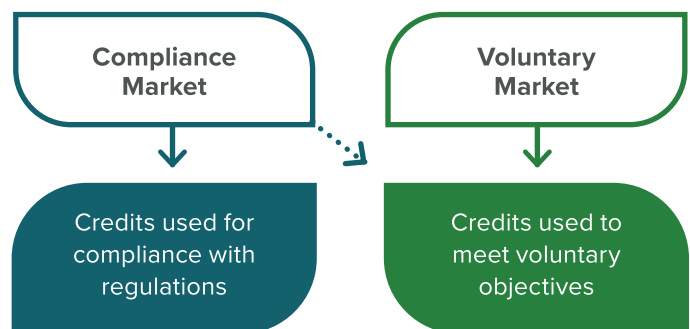 Compliance
Market
Voluntary
Market
Credits used for
compliance with
regulations
Credits used to
meet voluntary
objectives